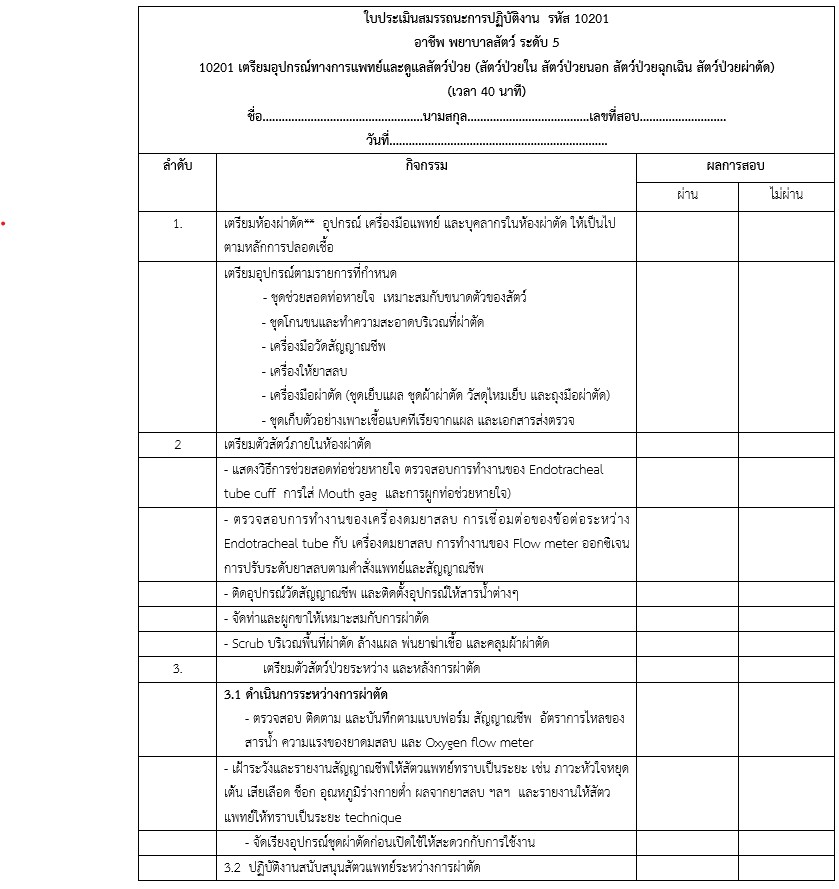 ใบประเมินสมรรถนะการปฏิบัติงาน รหัส 10201
อาชีพ พยาบาลสัตว์ ระดับ 5
10201 เตรียมอุปกรณ์ทางการแพทย์และดูแลสัตว์ป่วย (สัตว์ป่วยใน สัตว์ป่วยนอก สัตว์ป่วยฉุกเฉิน สัตว์ป่วยผ่าตัด)
(เวลา 40 นาที)
ชื่อ..................................................นามสกุล......................................เลขที่สอบ...........................
วันที่....................................................................
ลำดับ กิจกรรม ผลการสอบ
ผ่าน ไม่ผ่าน
1. เตรียมห้องผ่าตัด** อุปกรณ์ เครื่องมือแพทย์ และบุคลากรในห้องผ่าตัด ให้เป็นไป
ตามหลักการปลอดเชื้อ
เตรียมอุปกรณ์ตามรายการที่กำหนด
- ชุดช่วยสอดท่อหายใจ เหมาะสมกับขนาดตัวของสัตว์
- ชุดโกนขนและทำความสะอาดบริเวณที่ผ่าตัด
- เครื่องมือวัดสัญญาณชีพ
- เครื่องให้ยาสลบ
- เครื่องมือผ่าตัด (ชุดเย็บแผล ชุดผ้าผ่าตัด วัสดุไหมเย็บ และถุงมือผ่าตัด)
- ชุดเก็บตัวอย่างเพาะเชื้อแบคทีเรียจากแผล และเอกสารส่งตรวจ
2 เตรียมตัวสัตว์ภายในห้องผ่าตัด
- แสดงวิธีการช่วยสอดท่อช่วยหายใจ ตรวจสอบการทำงานของ Endotracheal
tube cuff การใส่ Mouth gag และการผูกท่อช่วยหายใจ)
- ตรวจสอบการทำงานของเครื่องดมยาสลบ การเชื่อมต่อของข้อต่อระหว่าง
Endotracheal tube กับ เครื่องดมยาสลบ การทำงานของ Flow meter ออกซิเจน
การปรับระดับยาสลบตามคำสั่งแพทย์และสัญญาณชีพ
- ติดอุปกรณ์วัดสัญญาณชีพ และติดตั้งอุปกรณ์ให้สารน้ำต่างๆ
- จัดท่าและผูกขาให้เหมาะสมกับการผ่าตัด
- Scrub บริเวณพื้นที่ผ่าตัด ล้างแผล พ่นยาฆ่าเชื้อ และคลุมผ้าผ่าตัด
3. เตรียมตัวสัตว์ป่วยระหว่าง และหลังการผ่าตัด
3.1 ดำเนินการระหว่างการผ่าตัด
- ตรวจสอบ ติดตาม และบันทึกตามแบบฟอร์ม สัญญาณชีพ อัตราการไหลของ
สารน้ำ ความแรงของยาดมสลบ และ Oxygen flow meter
- เฝ้าระวังและรายงานสัญญาณชีพให้สัตวแพทย์ทราบเป็นระยะ เช่น ภาวะหัวใจหยุด
เต้น เสียเลือด ช็อก อุณหภูมิร่างกายต่ำ ผลจากยาสลบ ฯลฯ และรายงานให้สัตว
แพทย์ให้ทราบเป็นระยะ technique
- จัดเรียงอุปกรณ์ชุดผ่าตัดก่อนเปิดใช้ให้สะดวกกับการใช้งาน
3.2 ปฏิบัติงานสนับสนุนสัตวแพทย์ระหว่างการผ่าตัด